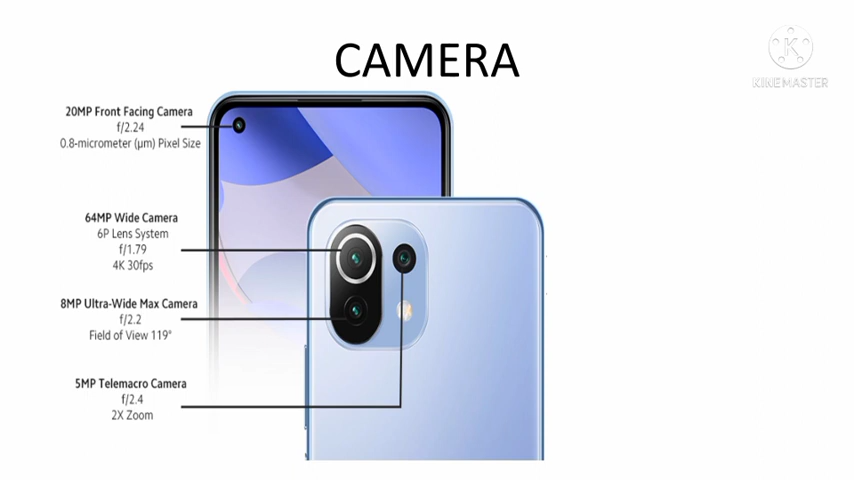 CAMERA
K
KINEMASTER
20MP Front Facing Camera
f/2.24
0.8-micrometer (µm) Pixel Size
64MP Wide Camera
6P Lens System
f/1.79
4K 30fps
8MP Ultra-Wide Max Camera
f/2.2
Field of View 119°
5MP Telemacro Camera
f/2.4
2X Zoom